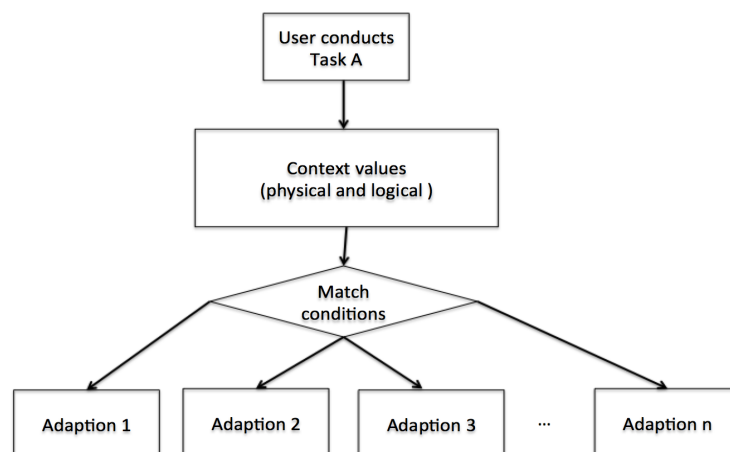 User conducts
Task A
Context values
(physical and logical )
Match
conditions
Adaption 1
Adaption 2
Adaption 3
...
Adaption n